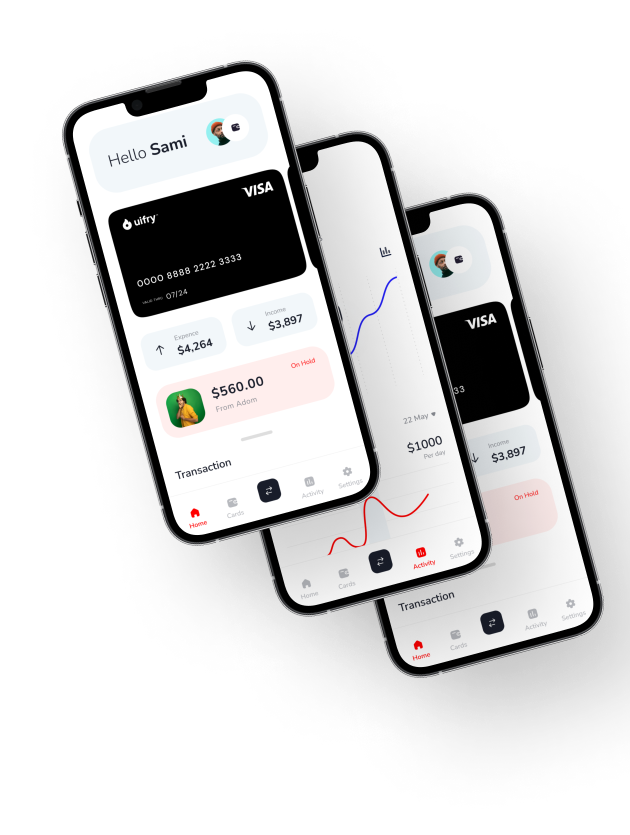 Hello Sami
VISA
uifry
0000 8888 2222 3333
VALID THRU 07/24
Expence
$4,264
Income
$3,897
On Hold
$560.00
From Adom
Transaction
Home
Cards
Activity
Settings
22 May
$1000
Per day
Home
Cards
Activity
Settings
VISA
33
Income
$3,897
On Hold
Transaction
Home
Cards
Activity
Settings